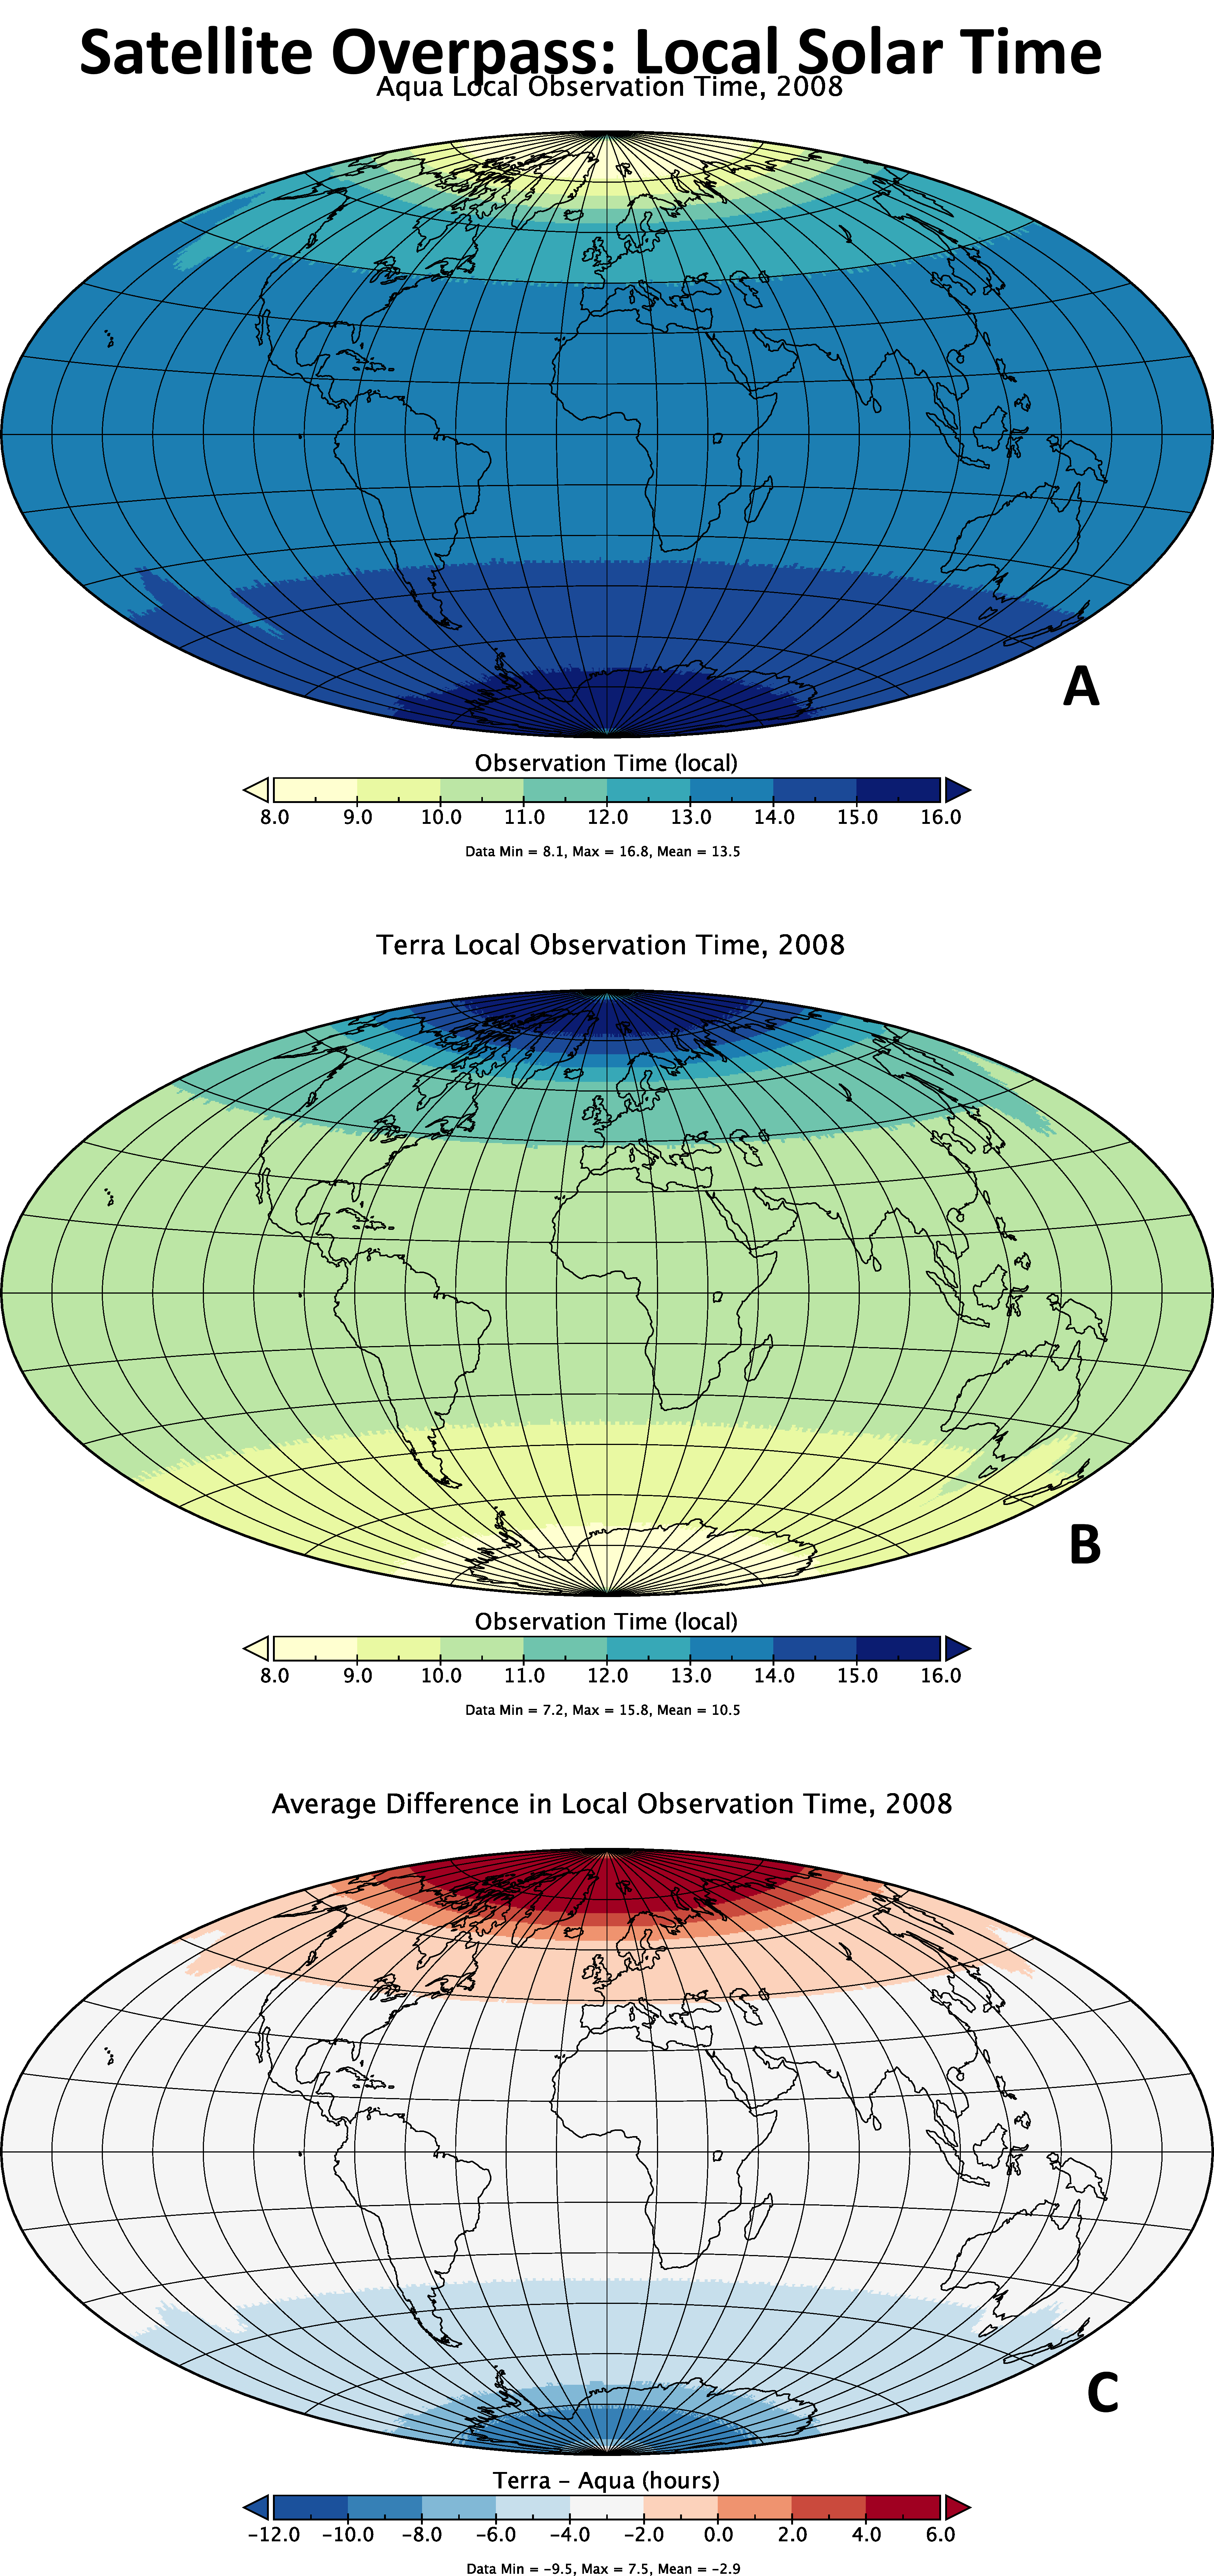 Satellite Overpass: Local Solar Time
Aqua Local Observation Time, 2008
A
Observation Time (local)
8.0 9.0 10.0 11.0 12.0 13.0 14.0 15.0 16.0
Data Min = 8.1, Max = 16.8, Mean = 13.5
Terra Local Observation Time, 2008
B
Observation Time (local)
8.0 9.0 10.0 11.0 12.0 13.0 14.0 15.0 16.0
Data Min = 7.2, Max = 15.8, Mean = 10.5
Average Difference in Local Observation Time, 2008
C
Terra – Aqua (hours)
-12.0 -10.0 -8.0 -6.0 -4.0 -2.0 0.0 2.0 4.0 6.0
Data Min = -9.5, Max = 7.5, Mean = -2.9